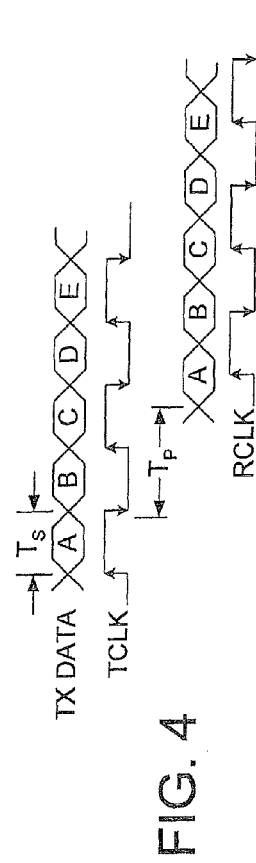 T_S
TX DATA A B C D E
TCLK
T_P
A B C D E
RCLK
FIG. 4